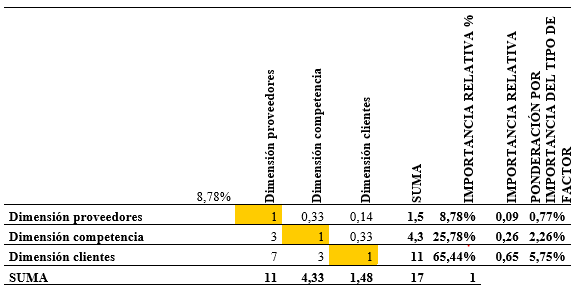 8,78% Dimensión proveedores Dimensión competencia Dimensión clientes SUMA IMPORTANCIA RELATIVA % IMPORTANCIA RELATIVA PONDERACIÓN POR IMPORTANCIA DEL TIPO DE FACTOR
Dimensión proveedores 1 0,33 0,14 1,5 8,78% 0,09 0,77%
Dimensión competencia 3 1 0,33 4,3 25,78% 0,26 2,26%
Dimensión clientes 7 3 1 11 65,44% 0,65 5,75%
SUMA 11 4,33 1,48 17 1